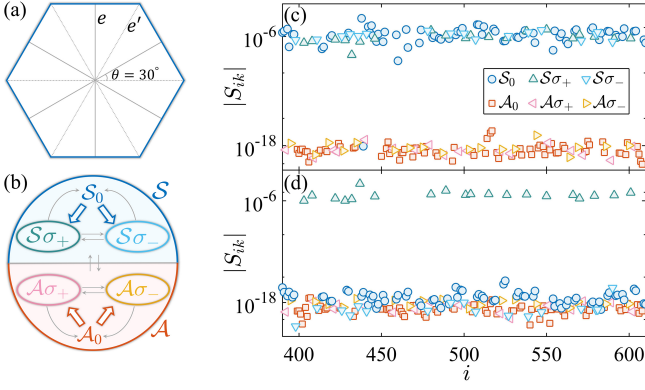 (a)
e
e′
θ = 30°
(b)
𝒮₀
𝒮
𝒮σ₊
𝒮σ₋
𝒜σ₊
𝒜σ₋
𝒜₀
𝒜
(c)
10⁻⁶
|Sᵢₖ|
10⁻¹⁸
𝒮₀ 𝒮σ₊ 𝒮σ₋
𝒜₀ 𝒜σ₊ 𝒜σ₋
(d)
10⁻⁶
|Sᵢₖ|
10⁻¹⁸
400 450 500 550 600
i